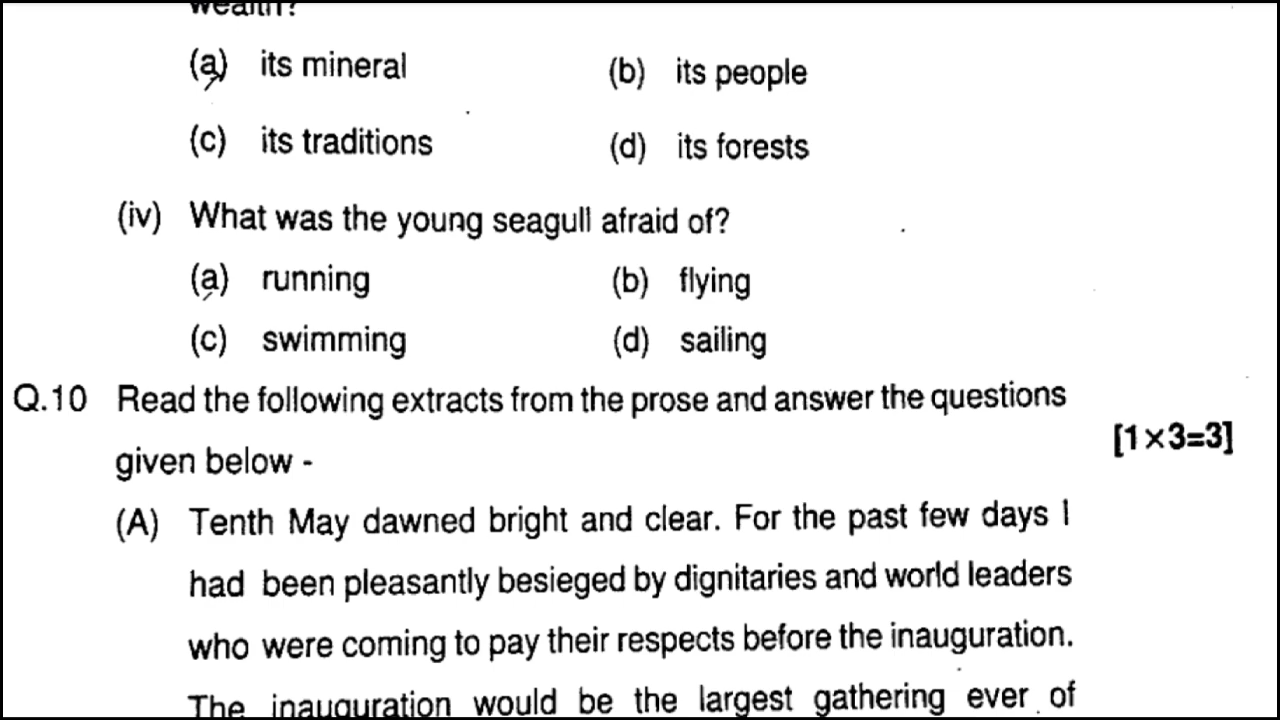 wealth?
(a) its mineral (b) its people
(c) its traditions (d) its forests
(iv) What was the young seagull afraid of?
(a) running (b) flying
(c) swimming (d) sailing
Q.10 Read the following extracts from the prose and answer the questions
given below - [1×3=3]
(A) Tenth May dawned bright and clear. For the past few days I
had been pleasantly besieged by dignitaries and world leaders
who were coming to pay their respects before the inauguration.
The inauguration would be the largest gathering ever of